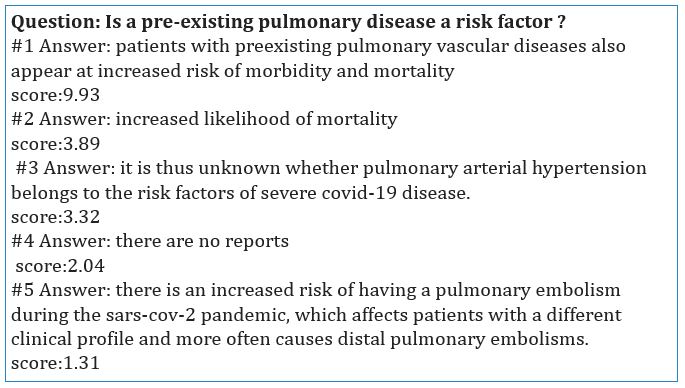 Question: Is a pre-existing pulmonary disease a risk factor ?
#1 Answer: patients with preexisting pulmonary vascular diseases also
appear at increased risk of morbidity and mortality
score:9.93
#2 Answer: increased likelihood of mortality
score:3.89
#3 Answer: it is thus unknown whether pulmonary arterial hypertension
belongs to the risk factors of severe covid-19 disease.
score:3.32
#4 Answer: there are no reports
score:2.04
#5 Answer: there is an increased risk of having a pulmonary embolism
during the sars-cov-2 pandemic, which affects patients with a different
clinical profile and more often causes distal pulmonary embolisms.
score:1.31